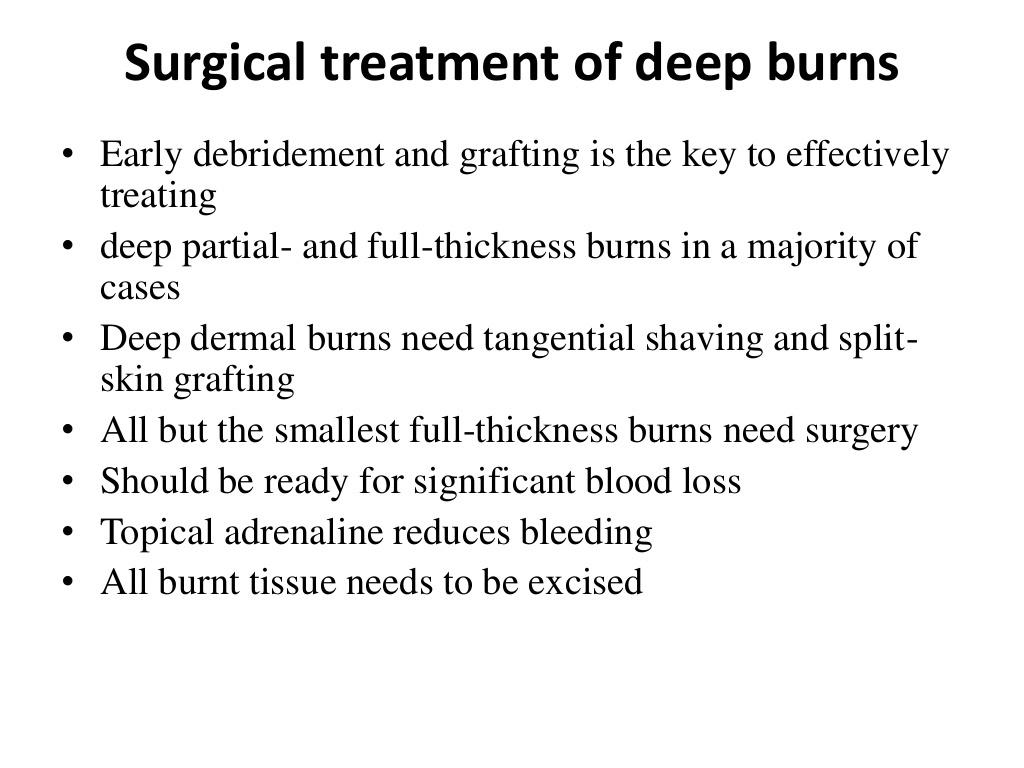 Surgical treatment of deep burns
• Early debridement and grafting is the key to effectively
treating
• deep partial- and full-thickness burns in a majority of
cases
• Deep dermal burns need tangential shaving and split-
skin grafting
• All but the smallest full-thickness burns need surgery
• Should be ready for significant blood loss
• Topical adrenaline reduces bleeding
• All burnt tissue needs to be excised